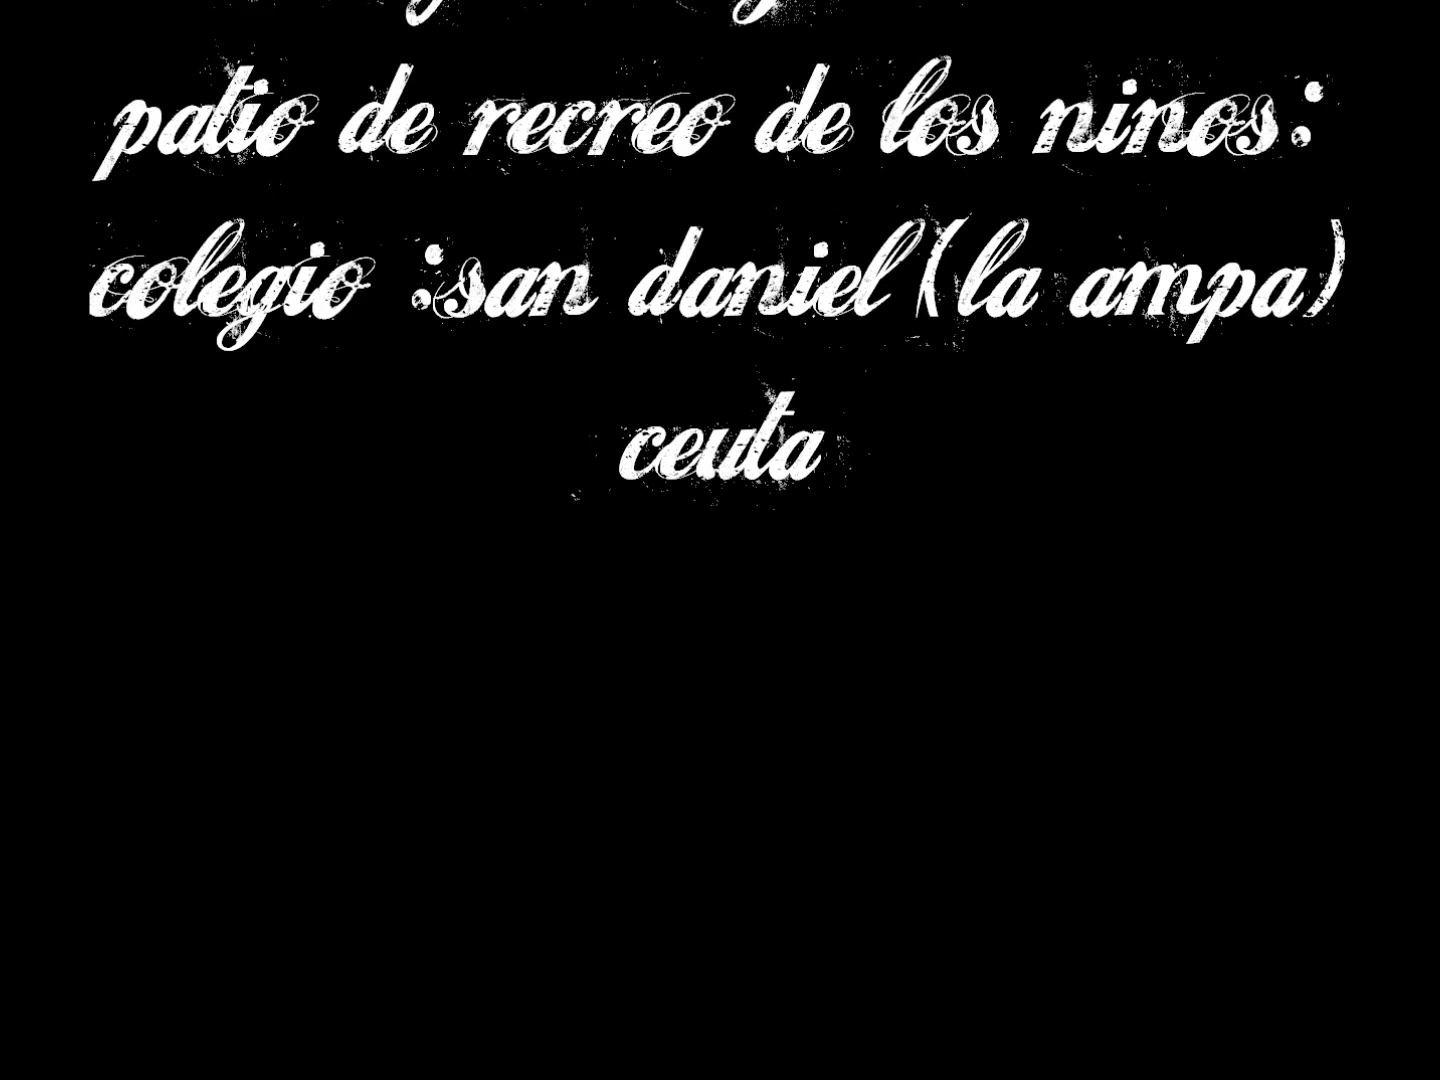 patio de recreo de los ninos:
colegio :san daniel (la ampa)
ceuta